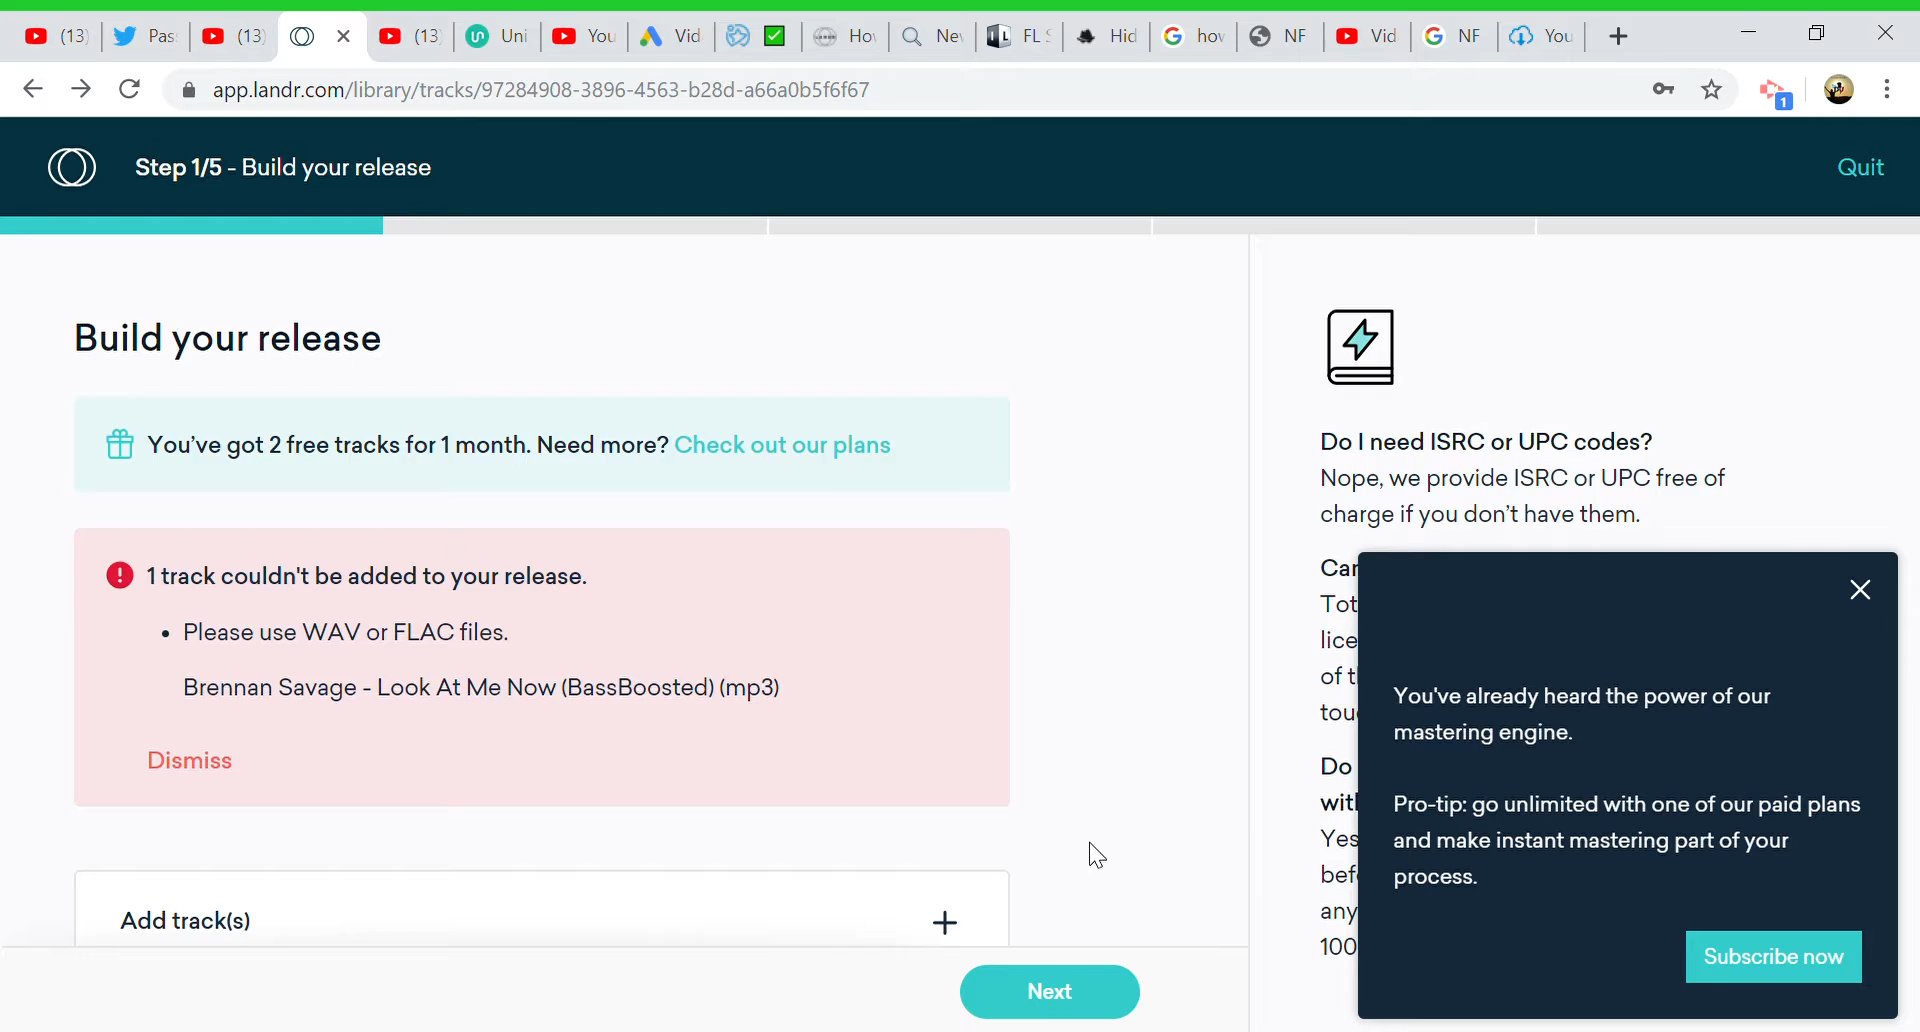 (13)
Pas
(13)
(13)
Uni
You
Vid
Hov
Nev
FL S
Hid
hov
NF
Vid
NF
You
app.landr.com/library/tracks/97284908-3896-4563-b28d-a66a0b5f6f67
1
Step 1/5 - Build your release
Quit
Build your release
You've got 2 free tracks for 1 month. Need more? Check out our plans
1 track couldn't be added to your release.
• Please use WAV or FLAC files.
Brennan Savage - Look At Me Now (BassBoosted) (mp3)
Dismiss
Add track(s)
Next
Do I need ISRC or UPC codes?
Nope, we provide ISRC or UPC free of
charge if you don't have them.
Can
Tot
lice
of t
tou
Do
with
Yes
befo
any
100
You've already heard the power of our
mastering engine.
Pro-tip: go unlimited with one of our paid plans
and make instant mastering part of your
process.
Subscribe now